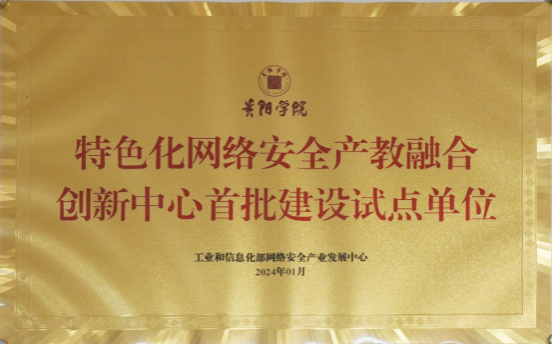 贵阳学院
特色化网络安全产教融合
创新中心首批建设试点单位
工业和信息化部网络安全产业发展中心
2024年01月